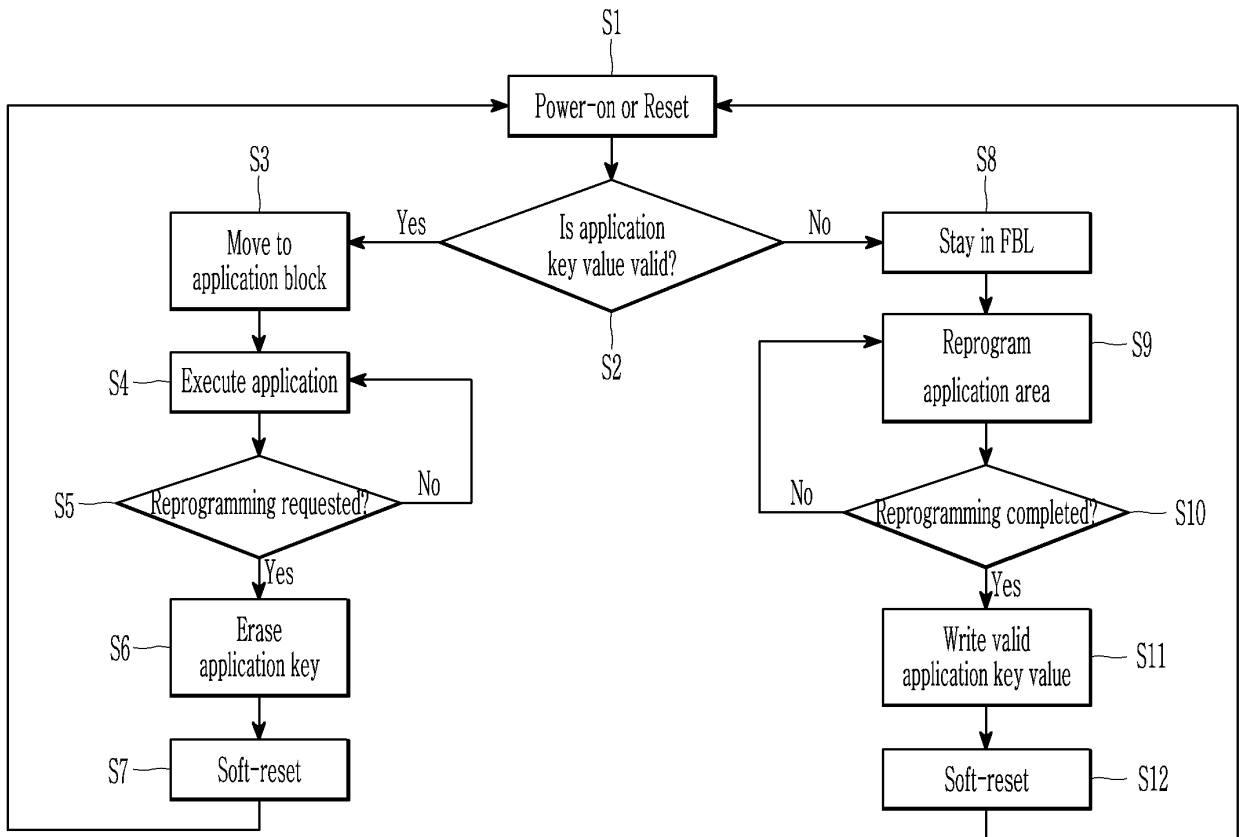 S1
Power-on or Reset
S3
S8
Yes
Is application
key value valid?
No
Move to
application block
Stay in FBL
S2
S4
Execute application
Reprogram
application area
S9
S5
Reprogramming requested?
No
No
Reprogramming completed?
S10
Yes
Yes
S6
Erase
application key
Write valid
application key value
S11
S7
Soft-reset
Soft-reset
S12